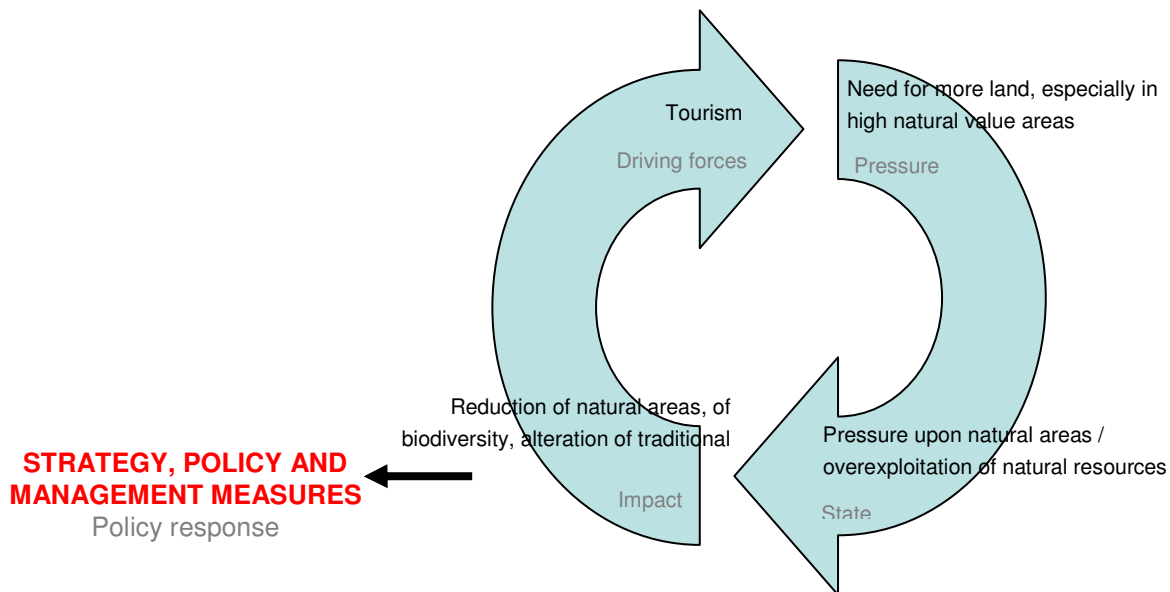 Tourism
Driving forces
Need for more land, especially in
high natural value areas
Pressure
Pressure upon natural areas /
overexploitation of natural resources
State
Reduction of natural areas, of
biodiversity, alteration of traditional
Impact
STRATEGY, POLICY AND
MANAGEMENT MEASURES
Policy response